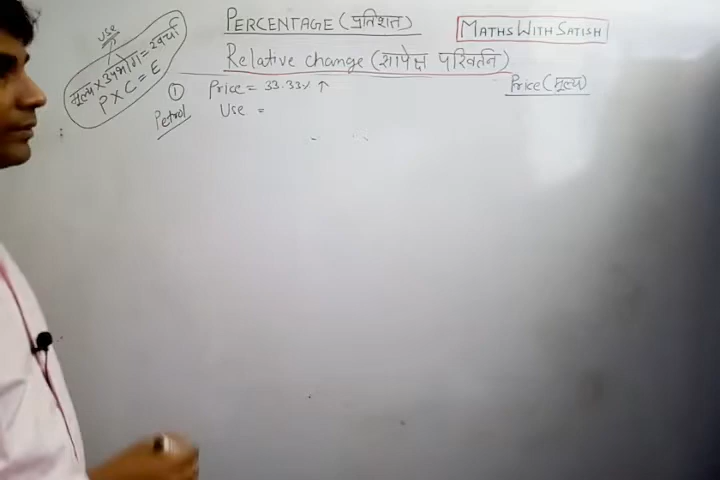 PERCENTAGE (प्रतिशत)
MATHS WITH SATISH
Relative change (सापेक्ष परिवर्तन)
use
मूल्य × उपभोग = खर्चा
P × C = E
① Price = 33.33% ↑
Petrol
Use =
Price (मूल्य)